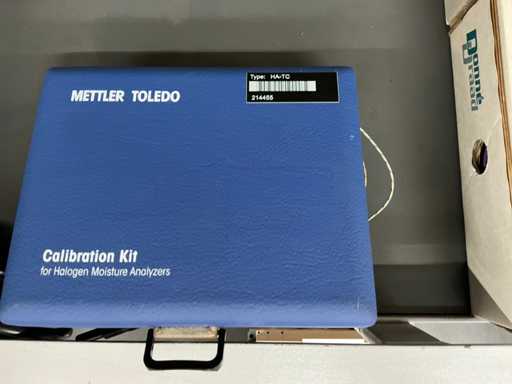 METTLER TOLEDO
Type: HA-TC
214455
Calibration Kit
for Halogen Moisture Analyzers